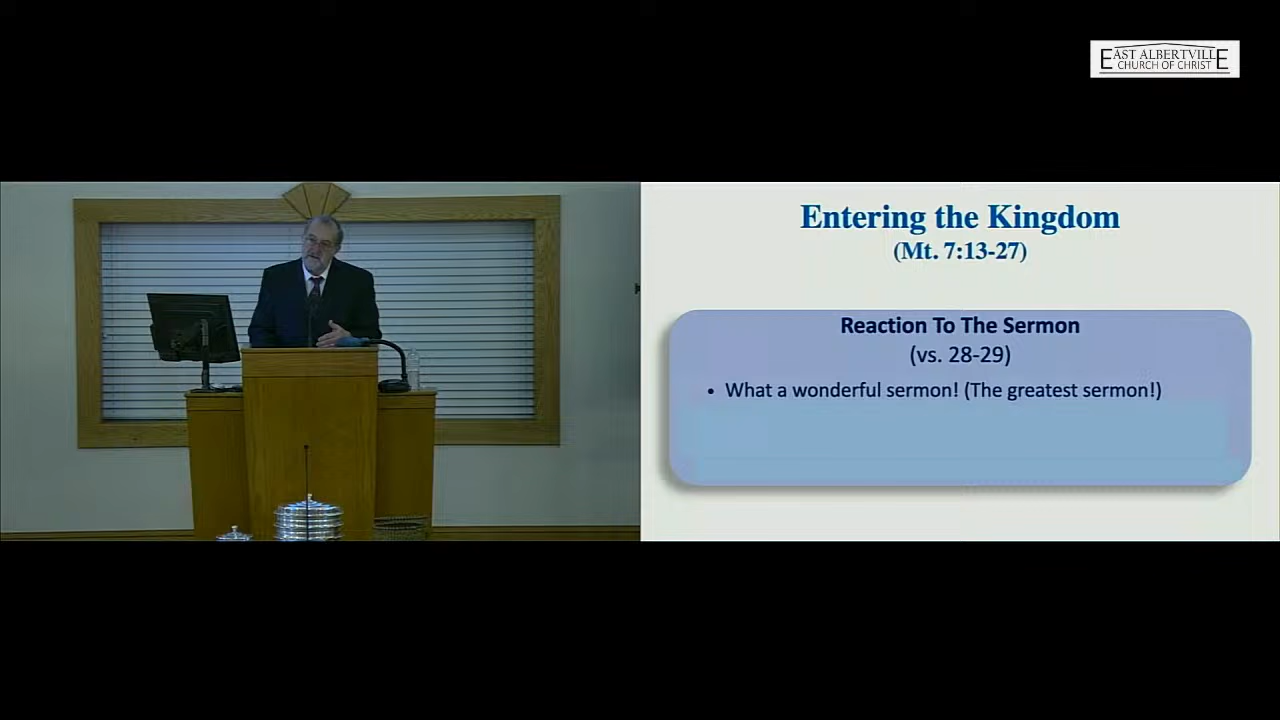 EAST ALBERTVILLE
CHURCH OF CHRIST
Entering the Kingdom
(Mt. 7:13-27)
Reaction To The Sermon
(vs. 28-29)
• What a wonderful sermon! (The greatest sermon!)